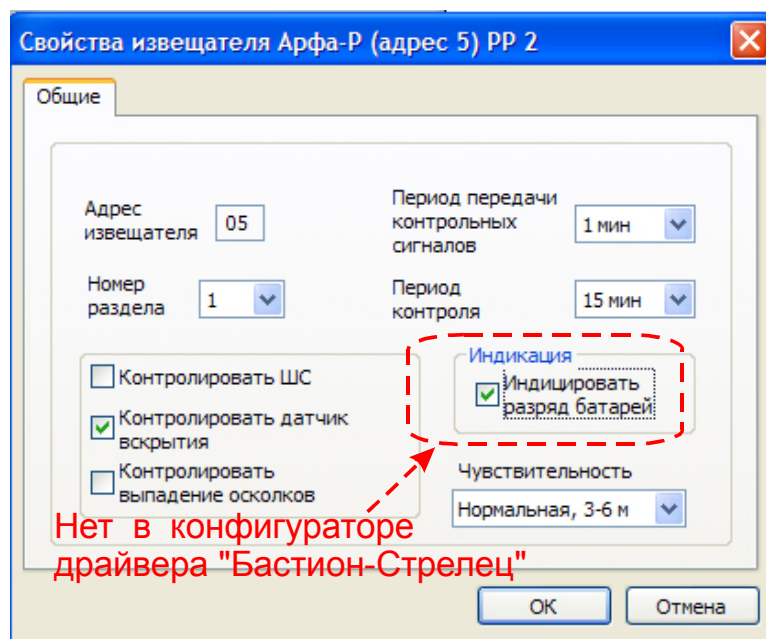 Свойства извещателя Арфа-Р (адрес 5) РР 2
Общие
Адрес
извещателя
05
Период передачи
контрольных
сигналов
1 мин
Номер
раздела
1
Период
контроля
15 мин
Контролировать ШС
Контролировать датчик
вскрытия
Контролировать
выпадение осколков
Индикация
Индицировать
разряд батарей
Чувствительность
Нормальная, 3-6 м
Нет в конфигураторе
драйвера "Бастион-Стрелец"
ОК
Отмена